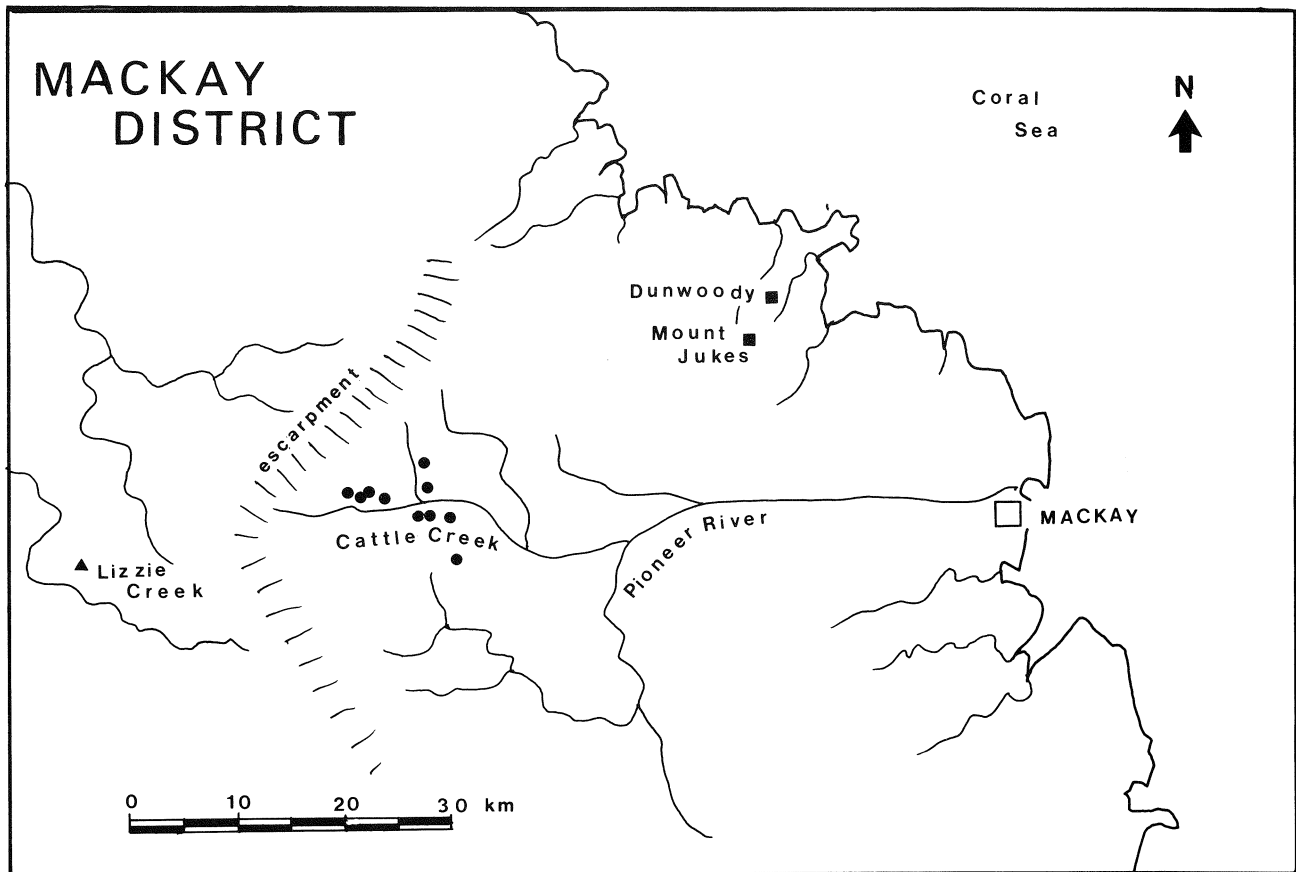 MACKAY
DISTRICT
Coral
Sea
N
Dunwoody
Mount
Jukes
escarpment
MACKAY
Pioneer River
Cattle Creek
Lizzie
Creek
0 10 20 30 km